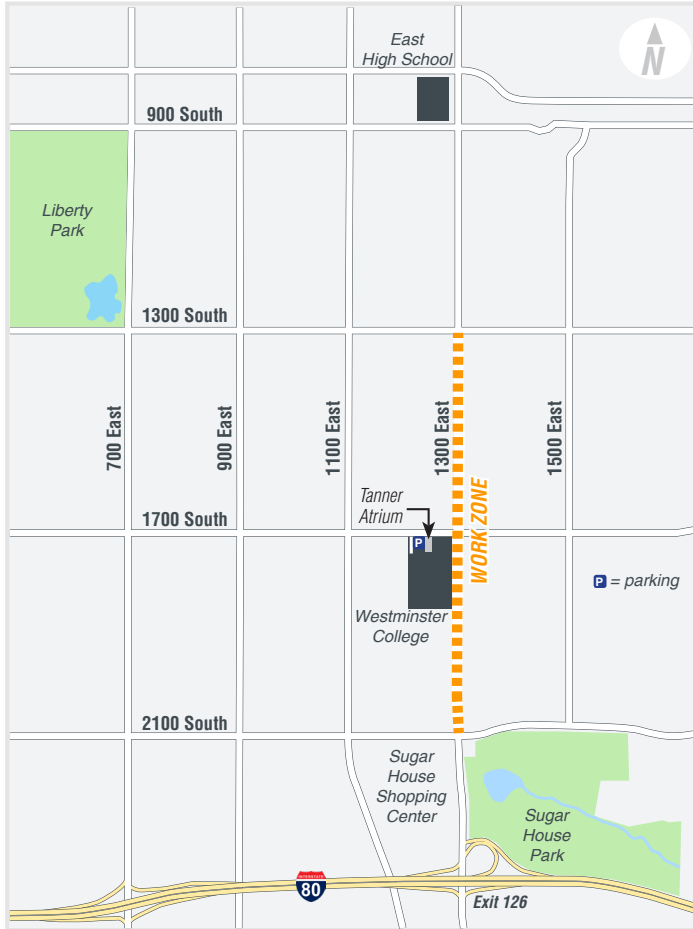 East
High School
N
900 South
Liberty
Park
1300 South
700 East
900 East
1100 East
1300 East
1500 East
WORK ZONE
Tanner
Atrium
1700 South
P
P = parking
Westminster
College
2100 South
Sugar
House
Shopping
Center
Sugar
House
Park
INTERSTATE
80
Exit 126